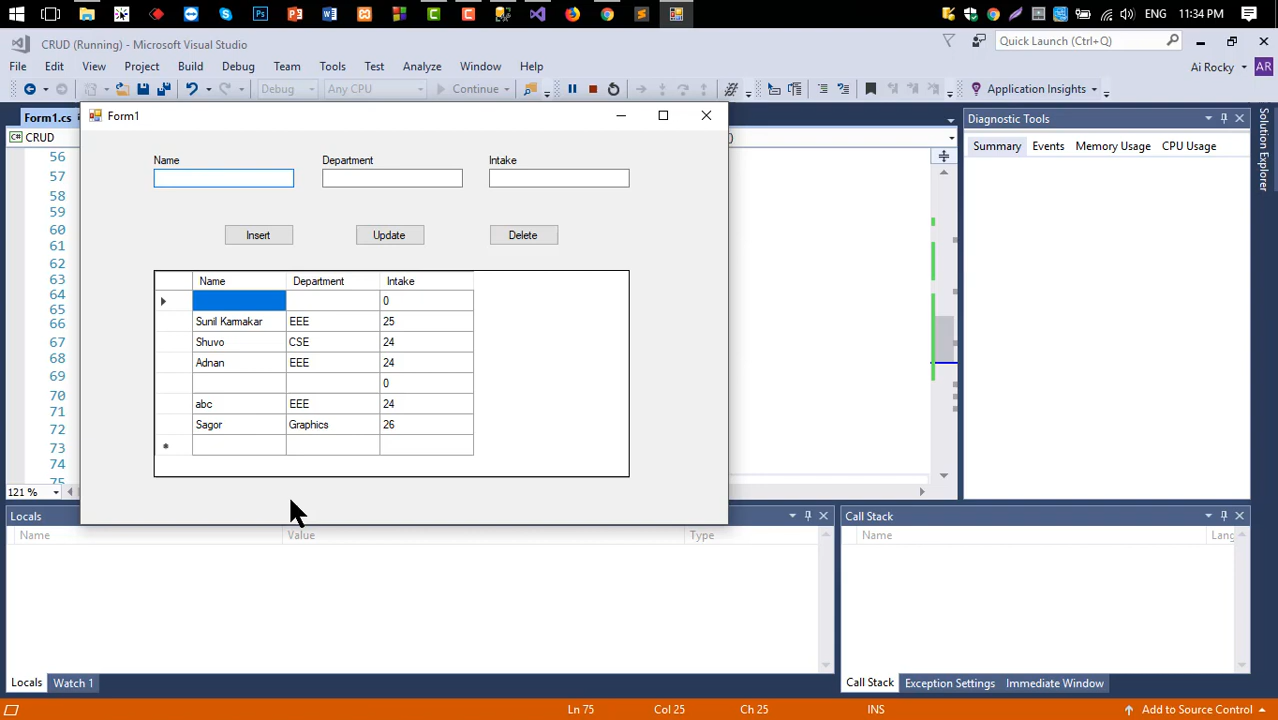 ENG 11:34 PM
CRUD (Running) - Microsoft Visual Studio
Quick Launch (Ctrl+Q)
File Edit View Project Build Debug Team Tools Test Analyze Window Help
Ai Rocky AR
Debug Any CPU Continue Application Insights
Form1.cs
CRUD
Form1
Name Department Intake
Insert Update Delete
Name Department Intake
0
Sunil Karmakar EEE 25
Shuvo CSE 24
Adnan EEE 24
0
abc EEE 24
Sagor Graphics 26
*
56
57
58
59
60
61
62
63
64
65
66
67
68
69
70
71
72
73
74
75
121 %
Diagnostic Tools
Summary Events Memory Usage CPU Usage
Solution Explorer
Locals
Name Value Type
Locals Watch 1
Call Stack
Name Lang
Call Stack Exception Settings Immediate Window
Ln 75 Col 25 Ch 25 INS Add to Source Control